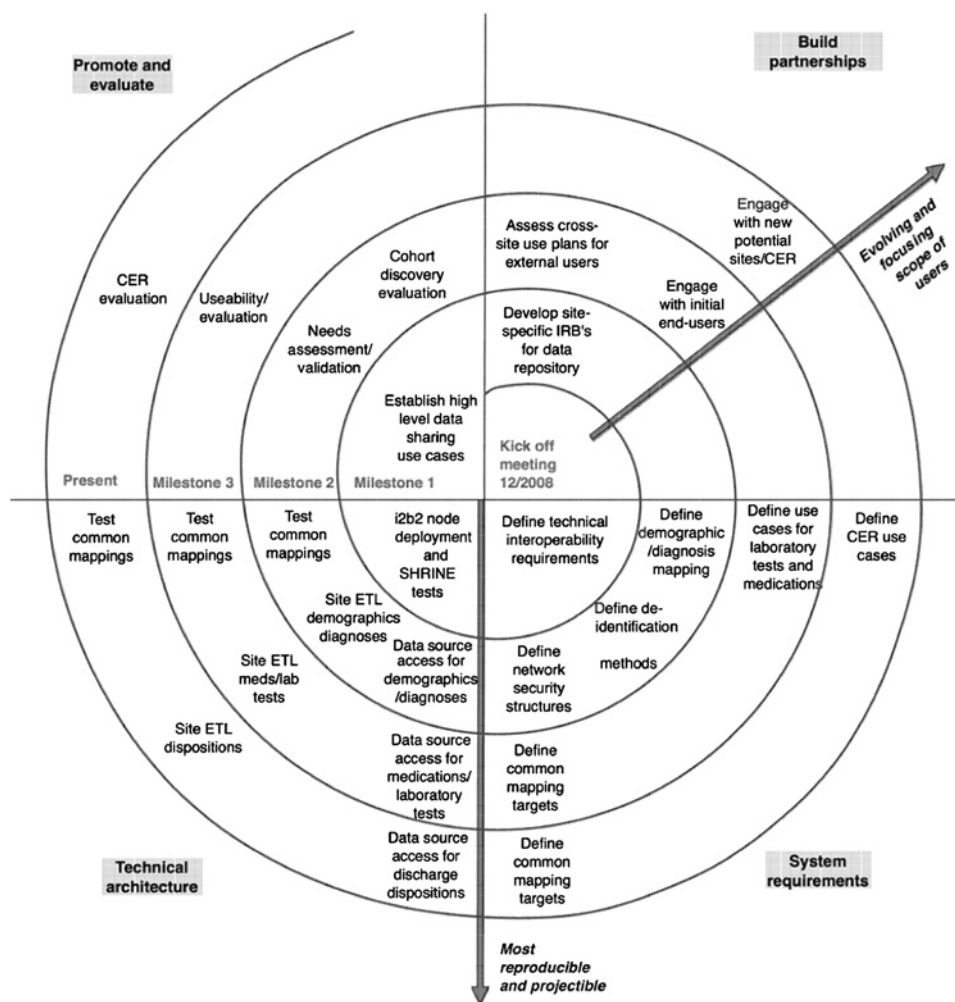 Promote and
evaluate
Build
partnerships
Engage
with new
potential
sites/CER
Evolving and
focusing
scope of
users
Assess cross-
site use plans for
external users
Cohort
discovery
evaluation
CER
evaluation
Useability/
evaluation
Engage
with initial
end-users
Needs
assessment/
validation
Develop site-
specific IRB's
for data
repository
Establish high
level data
sharing
use cases
Kick off
meeting
12/2008
Present
Milestone 3
Milestone 2
Milestone 1
Test
common
mappings
Test
common
mappings
Test
common
mappings
i2b2 node
deployment
and
SHRINE
tests
Define technical
interoperability
requirements
Define
demographic
/diagnosis
mapping
Define use
cases for
laboratory
tests and
medications
Define
CER use
cases
Site ETL
demographics
diagnoses
Define de-
identification
methods
Data source
access for
demographics
/diagnoses
Define
network
security
structures
Site ETL
meds/lab
tests
Site ETL
dispositions
Data source
access for
medications/
laboratory
tests
Define
common
mapping
targets
Data source
access for
discharge
dispositions
Define
common
mapping
targets
Technical
architecture
System
requirements
Most
reproducible
and projectible